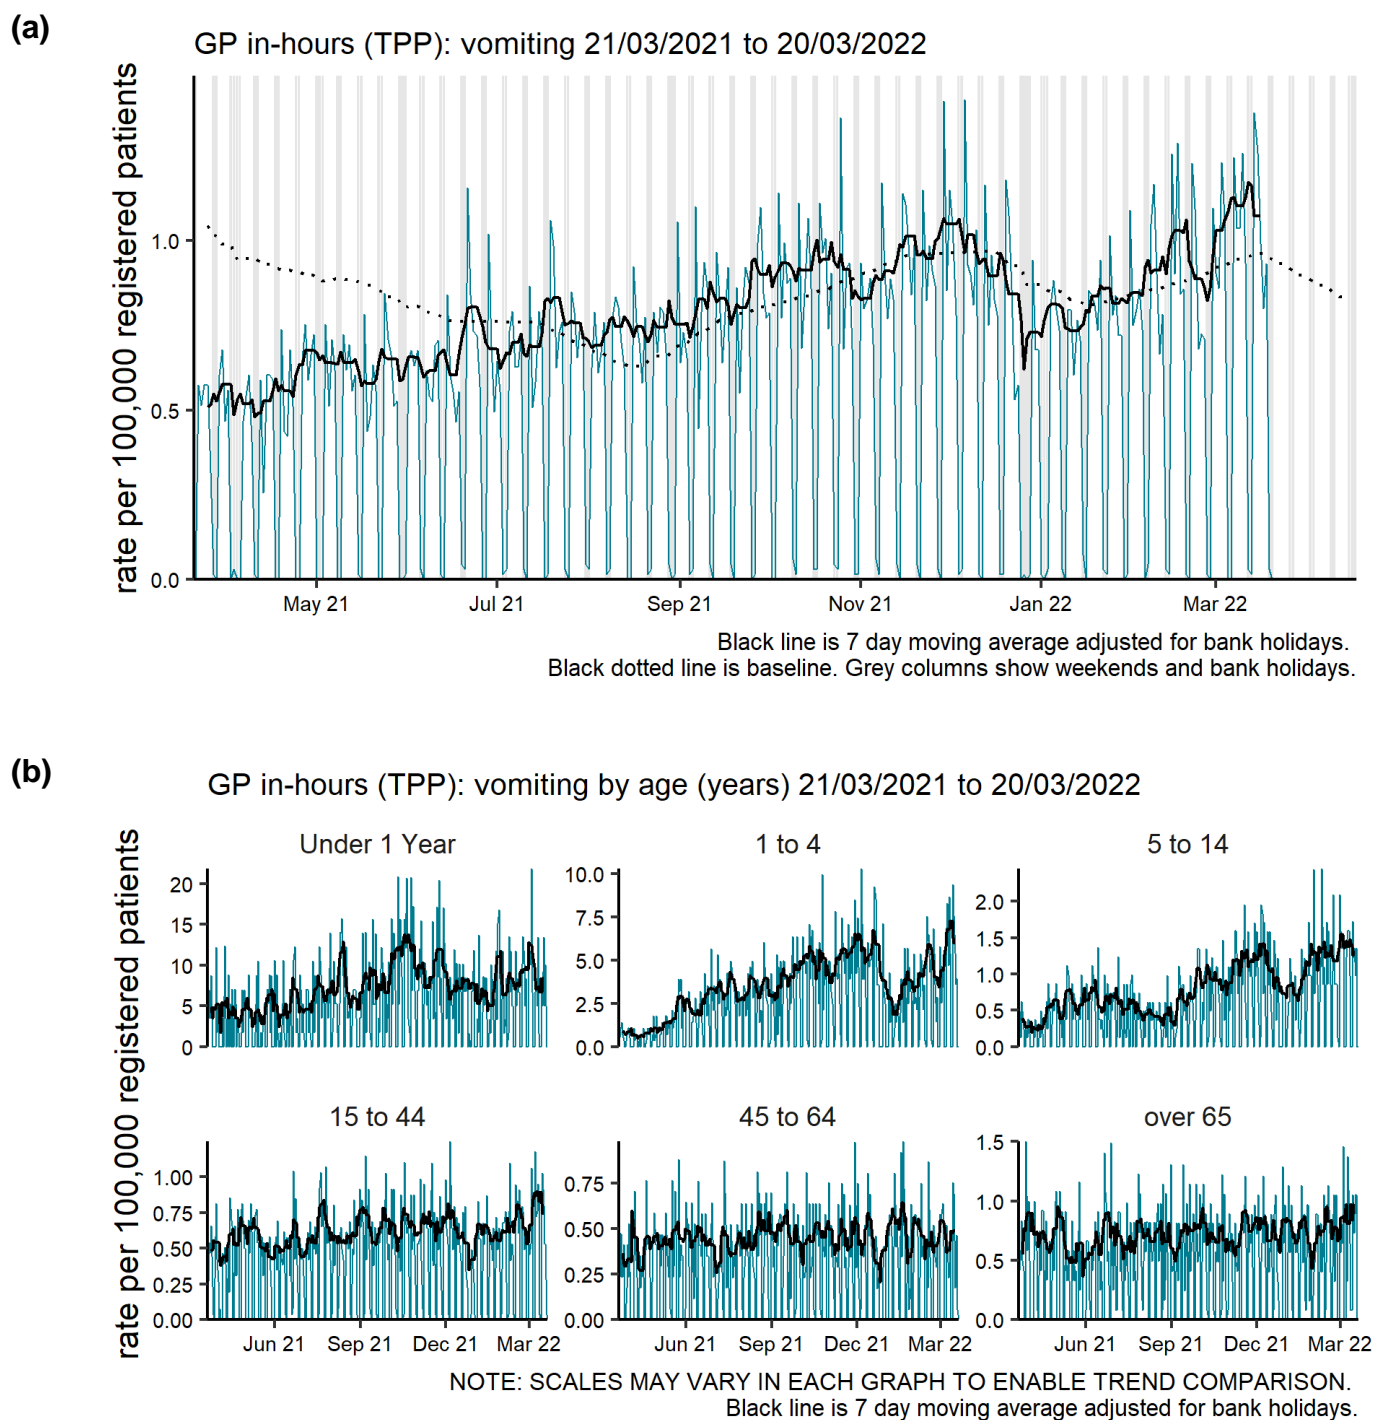 (a)
GP in-hours (TPP): vomiting 21/03/2021 to 20/03/2022
rate per 100,000 registered patients
1.0
0.5
0.0
May 21 Jul 21 Sep 21 Nov 21 Jan 22 Mar 22
Black line is 7 day moving average adjusted for bank holidays.
Black dotted line is baseline. Grey columns show weekends and bank holidays.
(b)
GP in-hours (TPP): vomiting by age (years) 21/03/2021 to 20/03/2022
rate per 100,000 registered patients
Under 1 Year
20
15
10
5
0
1 to 4
10.0
7.5
5.0
2.5
0.0
5 to 14
2.0
1.5
1.0
0.5
0.0
15 to 44
1.00
0.75
0.50
0.25
0.00
Jun 21 Sep 21 Dec 21 Mar 22
45 to 64
0.75
0.50
0.25
0.00
Jun 21 Sep 21 Dec 21 Mar 22
over 65
1.5
1.0
0.5
0.0
Jun 21 Sep 21 Dec 21 Mar 22
NOTE: SCALES MAY VARY IN EACH GRAPH TO ENABLE TREND COMPARISON.
Black line is 7 day moving average adjusted for bank holidays.